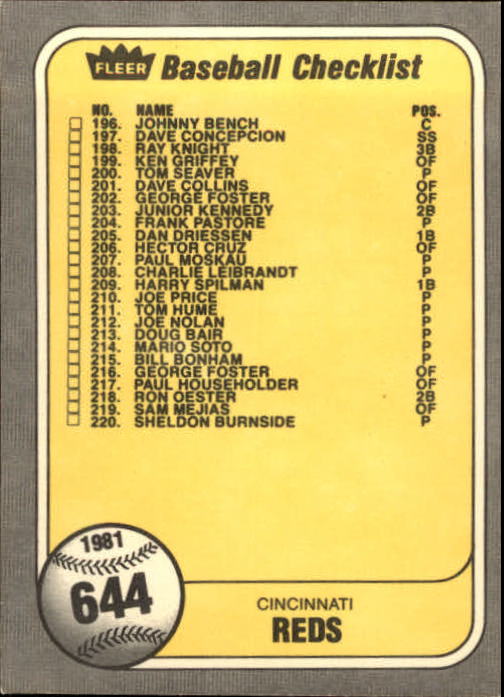 FLEER Baseball Checklist
NO. NAME POS.
196. JOHNNY BENCH C
197. DAVE CONCEPCION SS
198. RAY KNIGHT 3B
199. KEN GRIFFEY OF
200. TOM SEAVER P
201. DAVE COLLINS OF
202. GEORGE FOSTER OF
203. JUNIOR KENNEDY 2B
204. FRANK PASTORE P
205. DAN DRIESSEN 1B
206. HECTOR CRUZ OF
207. PAUL MOSKAU P
208. CHARLIE LEIBRANDT P
209. HARRY SPILMAN 1B
210. JOE PRICE P
211. TOM HUME P
212. JOE NOLAN P
213. DOUG BAIR P
214. MARIO SOTO P
215. BILL BONHAM P
216. GEORGE FOSTER OF
217. PAUL HOUSEHOLDER OF
218. RON OESTER 2B
219. SAM MEJIAS OF
220. SHELDON BURNSIDE P
1981
644
CINCINNATI
REDS